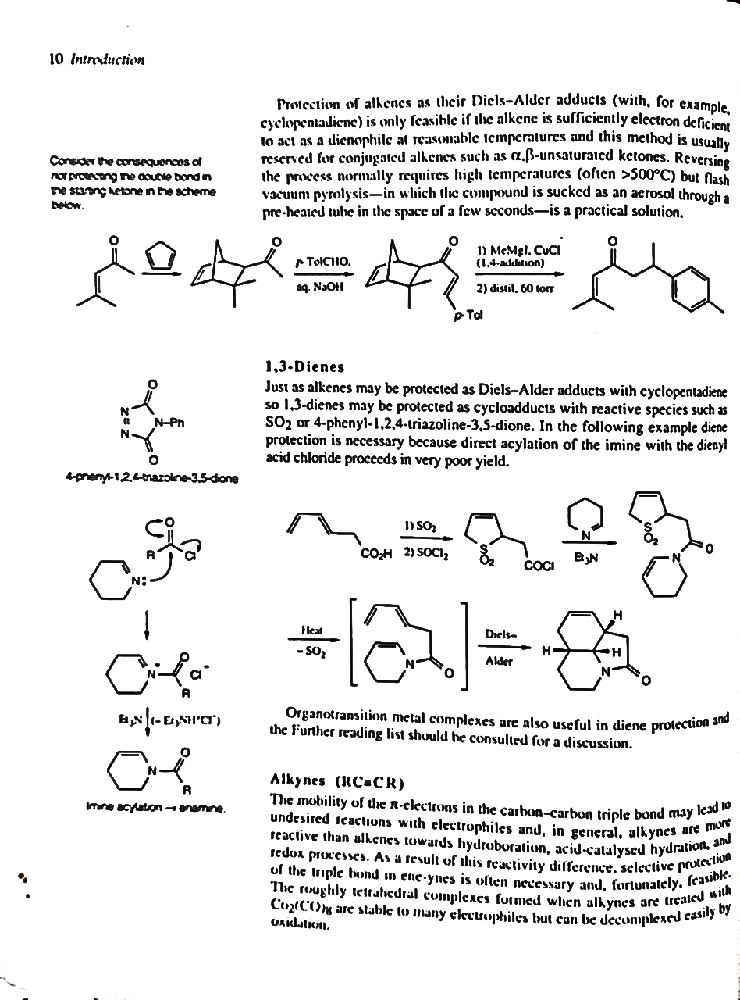 10 Introduction
Protection of alkenes as their Diels–Alder adducts (with, for example,
cyclopentadiene) is only feasible if the alkene is sufficiently electron deficient
to act as a dienophile at reasonable temperatures and this method is usually
reserved for conjugated alkenes such as α,β-unsaturated ketones. Reversing
the process normally requires high temperatures (often >500°C) but flash
vacuum pyrolysis—in which the compound is sucked as an aerosol through a
pre-heated tube in the space of a few seconds—is a practical solution.
Consider the consequences of
not protecting the double bond in
the starting ketone in the scheme
below.
O
O
p-TolCHO,
aq. NaOH
O
p-Tol
1) MeMgI, CuCl
(1,4-addition)
2) distil, 60 torr
O
1,3-Dienes
Just as alkenes may be protected as Diels–Alder adducts with cyclopentadiene
so 1,3-dienes may be protected as cycloadducts with reactive species such as
SO2 or 4-phenyl-1,2,4-triazoline-3,5-dione. In the following example diene
protection is necessary because direct acylation of the imine with the dienyl
acid chloride proceeds in very poor yield.
O
N
N
N–Ph
O
4-phenyl-1,2,4-triazoline-3,5-dione
CO2H
1) SO2
2) SOCl2
S
O2
COCl
N
Et3N
S
O2
N
O
Heat
– SO2
N
O
Diels–
Alder
H
H
H
N
O
O
R
Cl
N:
N+
O
Cl-
R
Et3N
(– Et3NH+Cl-)
N
O
R
Imine acylation → enamine.
Organotransition metal complexes are also useful in diene protection and
the Further reading list should be consulted for a discussion.
Alkynes (RC≡CR)
The mobility of the π-electrons in the carbon–carbon triple bond may lead to
undesired reactions with electrophiles and, in general, alkynes are more
reactive than alkenes towards hydroboration, acid-catalysed hydration, and
redox processes. As a result of this reactivity difference, selective protection
of the triple bond in ene-ynes is often necessary and, fortunately, feasible.
The roughly tetrahedral complexes formed when alkynes are treated with
Co2(CO)8 are stable to many electrophiles but can be decomplexed easily by
oxidation.